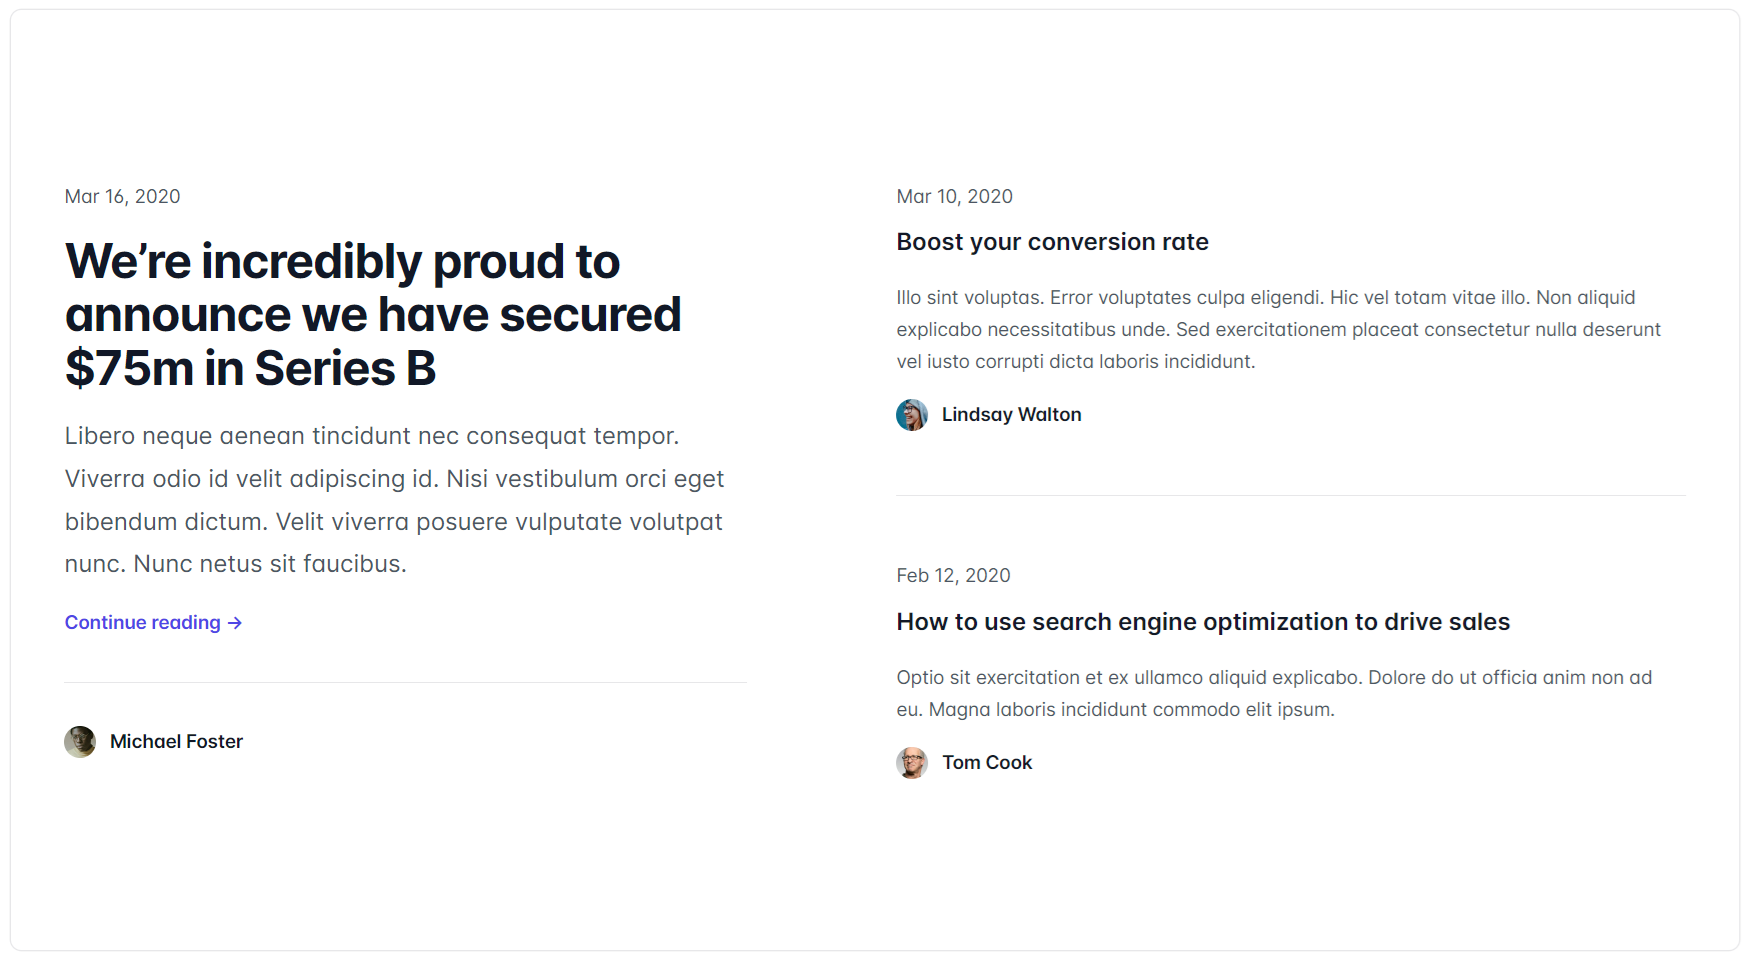 Mar 16, 2020
We’re incredibly proud to
announce we have secured
$75m in Series B
Libero neque aenean tincidunt nec consequat tempor.
Viverra odio id velit adipiscing id. Nisi vestibulum orci eget
bibendum dictum. Velit viverra posuere vulputate volutpat
nunc. Nunc netus sit faucibus.
Continue reading →
Michael Foster
Mar 10, 2020
Boost your conversion rate
Illo sint voluptas. Error voluptates culpa eligendi. Hic vel totam vitae illo. Non aliquid
explicabo necessitatibus unde. Sed exercitationem placeat consectetur nulla deserunt
vel iusto corrupti dicta laboris incididunt.
Lindsay Walton
Feb 12, 2020
How to use search engine optimization to drive sales
Optio sit exercitation et ex ullamco aliquid explicabo. Dolore do ut officia anim non ad
eu. Magna laboris incididunt commodo elit ipsum.
Tom Cook